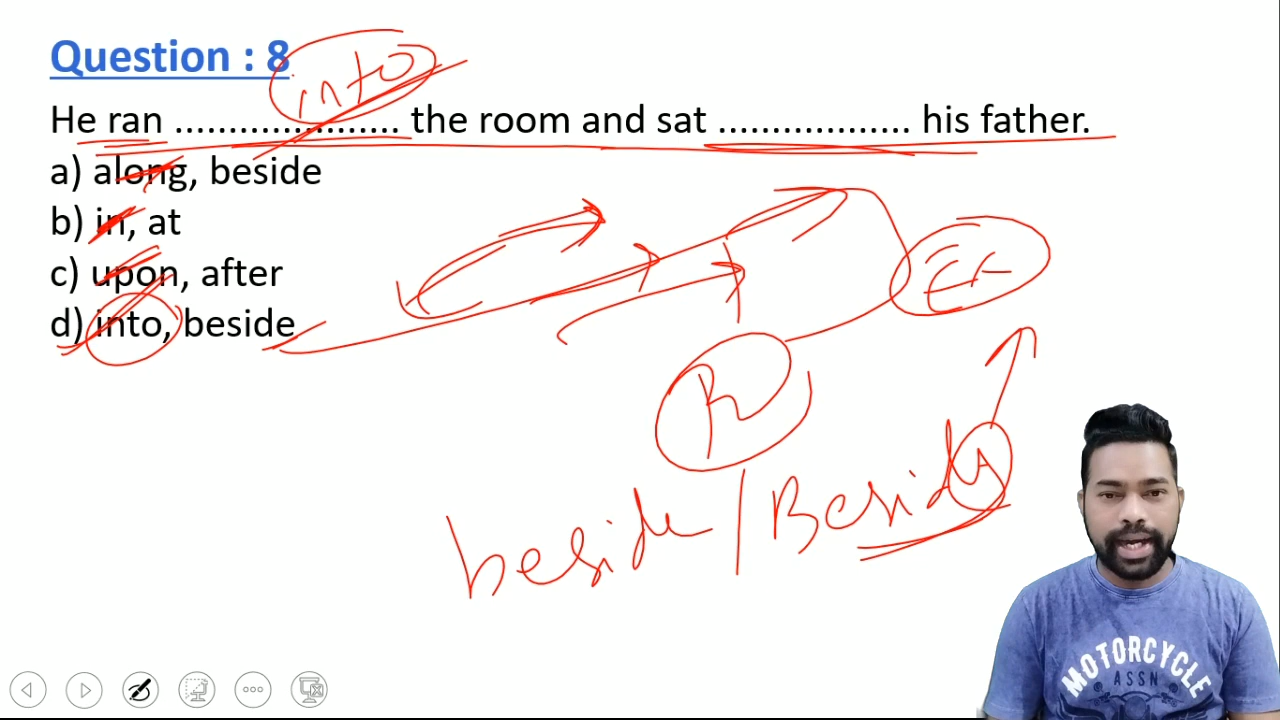 Question : 8
into
He ran ..................... the room and sat .................. his father.
a) along, beside
b) in, at
c) upon, after
d) into, beside
beside / Besides
MOTORCYCLE
ASSN